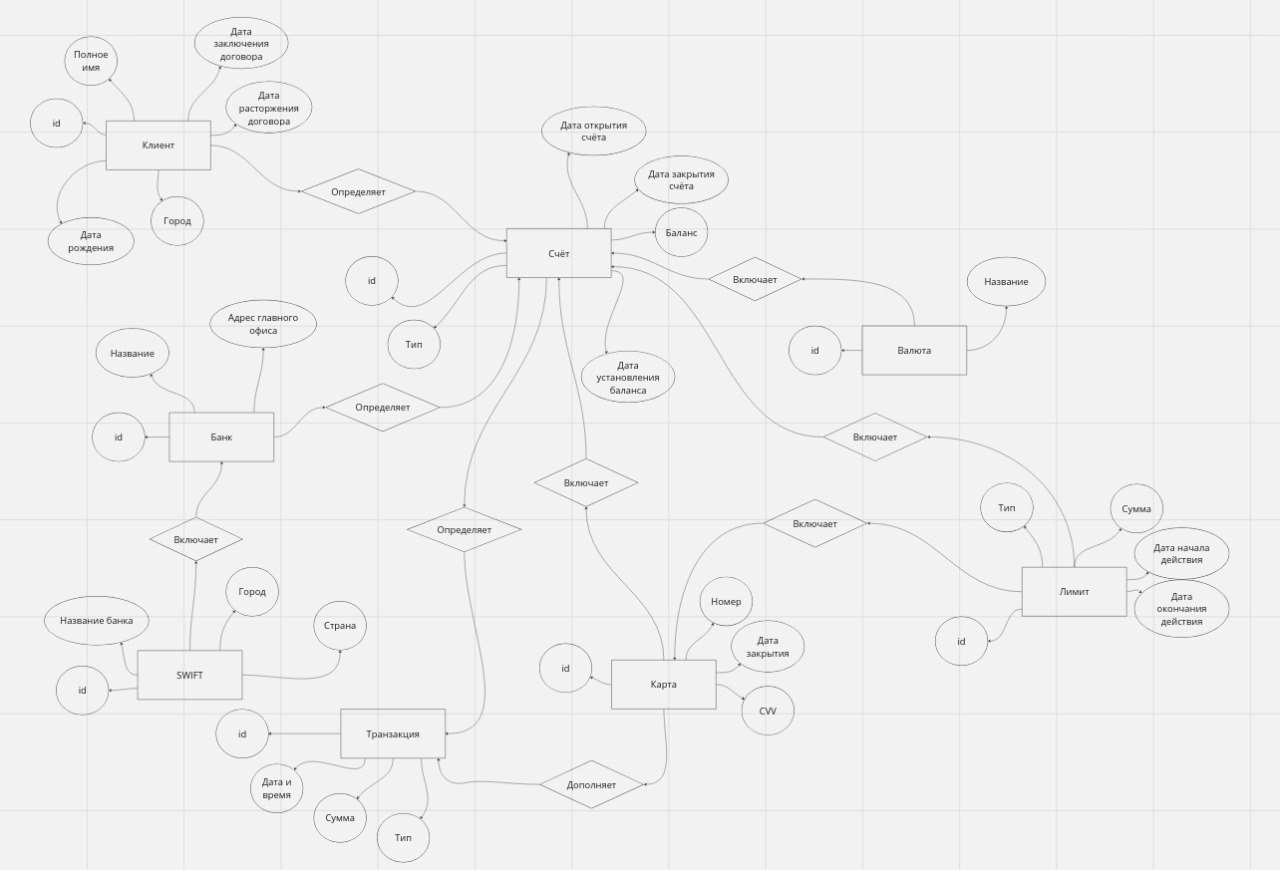 Дата
заключения
договора
Полное
имя
Дата
расторжения
договора
id
Клиент
Дата открытия
счёта
Дата закрытия
счёта
Определяет
Город
Дата
рождения
Баланс
Счёт
id
Включает
Название
Адрес главного
офиса
Тип
Название
id
Валюта
Дата
установления
баланса
Определяет
id
Банк
Включает
Включает
Тип
Сумма
Включает
Определяет
Включает
Дата начала
действия
Город
Лимит
Дата
окончания
действия
Номер
Название банка
Страна
id
Дата
закрытия
id
SWIFT
Карта
id
CVV
id
Транзакция
Дата и
время
Дополняет
Сумма
Тип